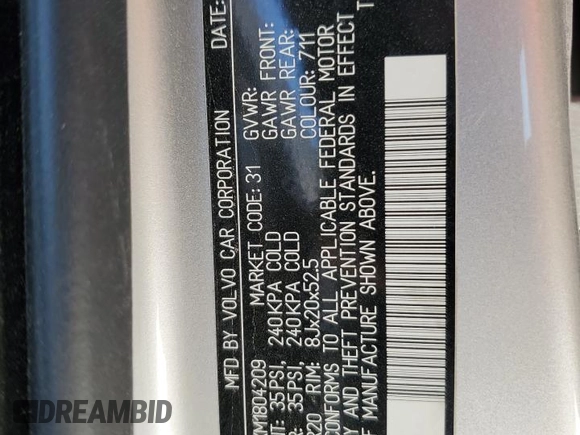 MFD BY VOLVO CAR CORPORATION DATE:
MARKET CODE: 31 GVWR:
M1804209 GAWR FRONT:
35PSI, 240KPA COLD GAWR REAR:
35PSI, 240KPA COLD COLOUR: 711
R20 RIM: 8Jx20x52.5
CONFORMS TO ALL APPLICABLE FEDERAL MOTOR
Y AND THEFT PREVENTION STANDARDS IN EFFECT
F MANUFACTURE SHOWN ABOVE.
DREAMBID